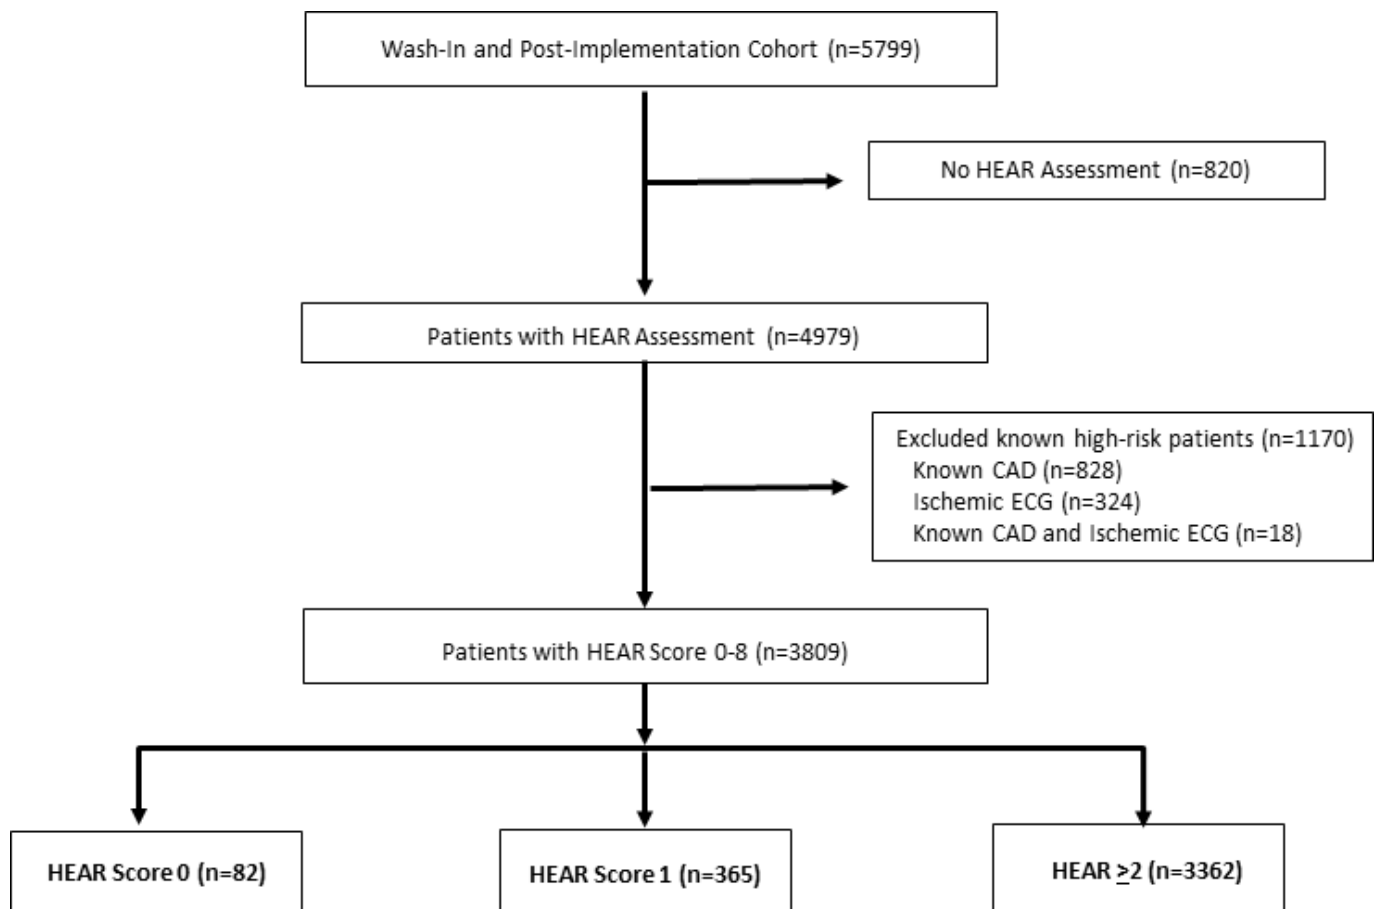 Wash-In and Post-Implementation Cohort (n=5799)
No HEAR Assessment (n=820)
Patients with HEAR Assessment (n=4979)
Excluded known high-risk patients (n=1170)
Known CAD (n=828)
Ischemic ECG (n=324)
Known CAD and Ischemic ECG (n=18)
Patients with HEAR Score 0-8 (n=3809)
HEAR Score 0 (n=82)
HEAR Score 1 (n=365)
HEAR ≥2 (n=3362)